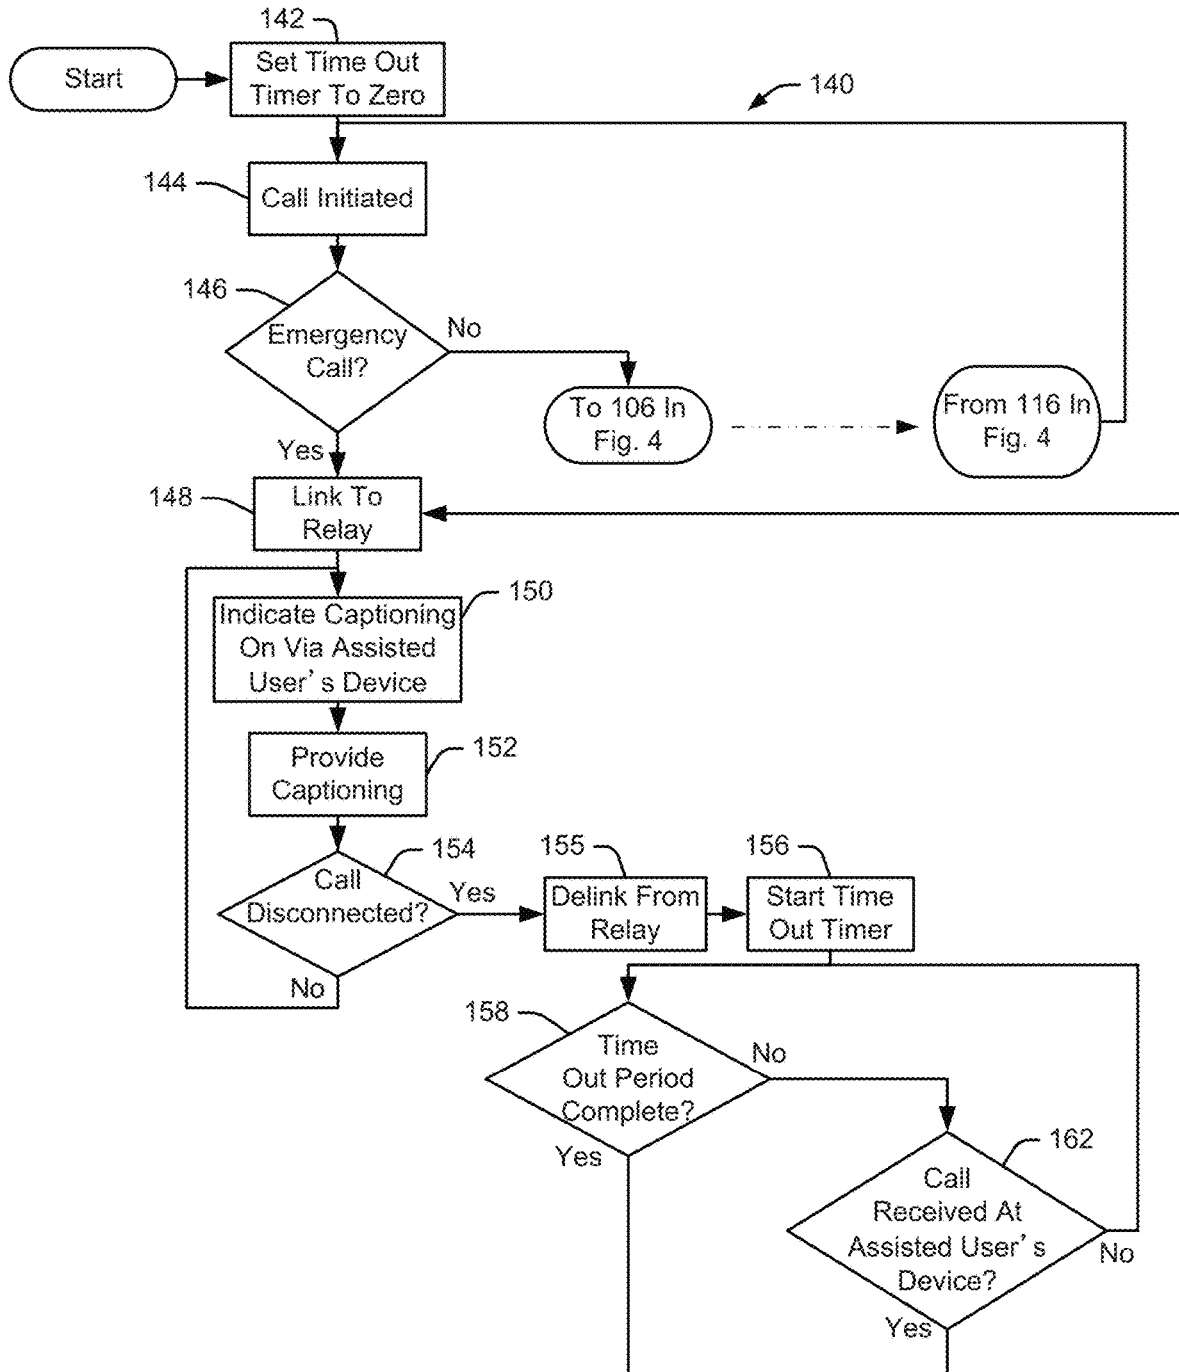 142
Start
Set Time Out
Timer To Zero
140
144
Call Initiated
146
Emergency
Call?
No
To 106 In
Fig. 4
From 116 In
Fig. 4
Yes
148
Link To
Relay
150
Indicate Captioning
On Via Assisted
User's Device
152
Provide
Captioning
154
Call
Disconnected?
Yes
No
155
Delink From
Relay
156
Start Time
Out Timer
158
Time
Out Period
Complete?
No
Yes
162
Call
Received At
Assisted User's
Device?
No
Yes